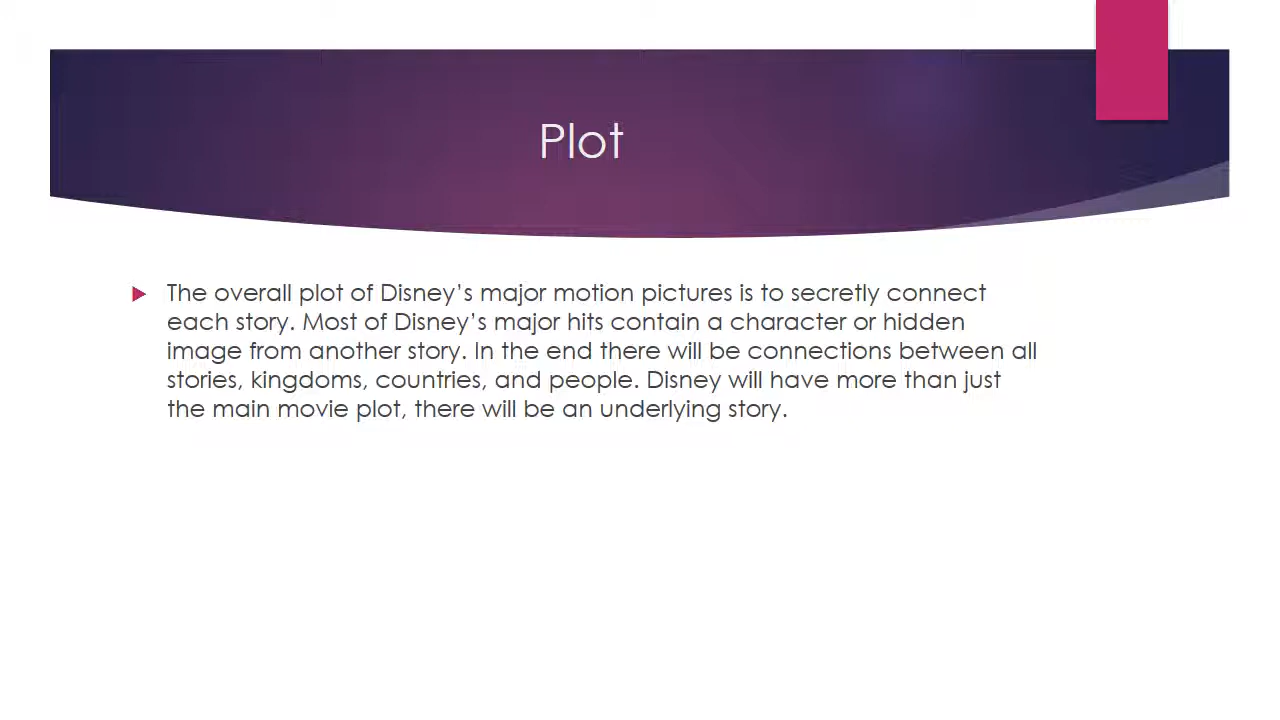 Plot
The overall plot of Disney's major motion pictures is to secretly connect
each story. Most of Disney's major hits contain a character or hidden
image from another story. In the end there will be connections between all
stories, kingdoms, countries, and people. Disney will have more than just
the main movie plot, there will be an underlying story.